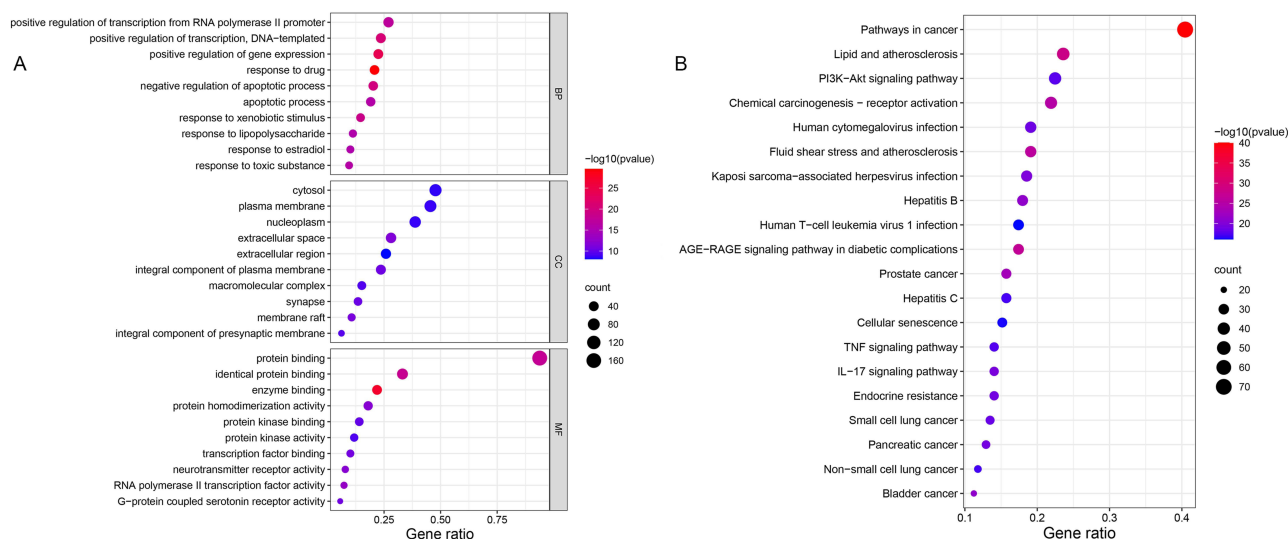 A
positive regulation of transcription from RNA polymerase II promoter
positive regulation of transcription, DNA-templated
positive regulation of gene expression
response to drug
negative regulation of apoptotic process
apoptotic process
response to xenobiotic stimulus
response to lipopolysaccharide
response to estradiol
response to toxic substance
BP
cytosol
plasma membrane
nucleoplasm
extracellular space
extracellular region
integral component of plasma membrane
macromolecular complex
synapse
membrane raft
integral component of presynaptic membrane
CC
protein binding
identical protein binding
enzyme binding
protein homodimerization activity
protein kinase binding
protein kinase activity
transcription factor binding
neurotransmitter receptor activity
RNA polymerase II transcription factor activity
G-protein coupled serotonin receptor activity
MF
0.25 0.50 0.75
Gene ratio
−log10(pvalue)
25
20
15
10
count
40
80
120
160
B
Pathways in cancer
Lipid and atherosclerosis
PI3K−Akt signaling pathway
Chemical carcinogenesis − receptor activation
Human cytomegalovirus infection
Fluid shear stress and atherosclerosis
Kaposi sarcoma-associated herpesvirus infection
Hepatitis B
Human T-cell leukemia virus 1 infection
AGE−RAGE signaling pathway in diabetic complications
Prostate cancer
Hepatitis C
Cellular senescence
TNF signaling pathway
IL−17 signaling pathway
Endocrine resistance
Small cell lung cancer
Pancreatic cancer
Non-small cell lung cancer
Bladder cancer
0.1 0.2 0.3 0.4
Gene ratio
−log10(pvalue)
40
35
30
25
20
count
20
30
40
50
60
70